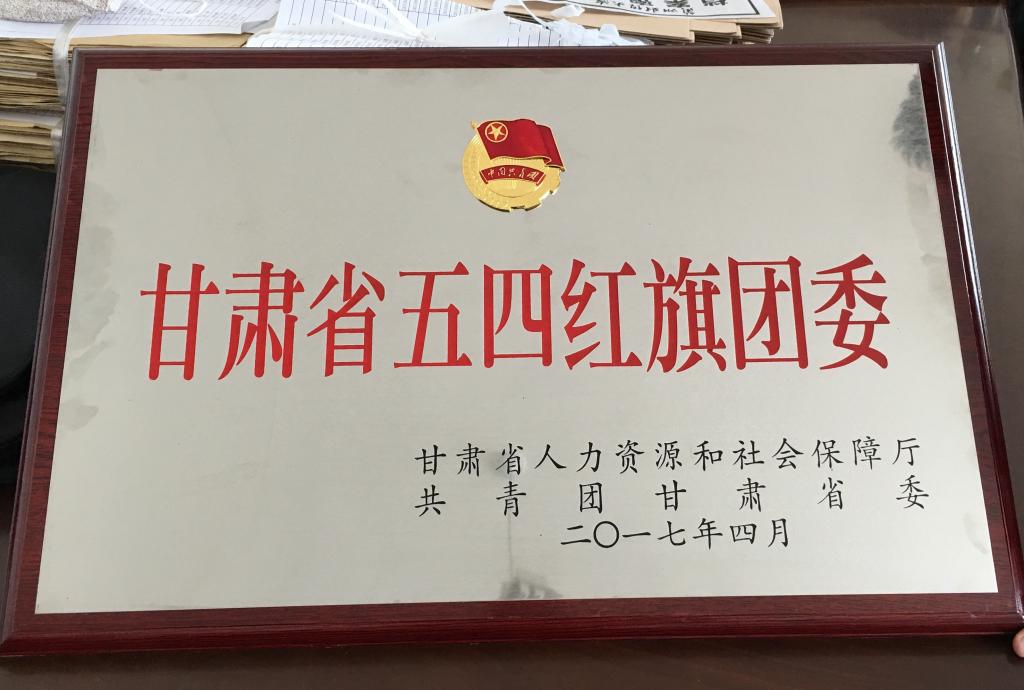 中国共青团
甘肃省五四红旗团委
甘肃省人力资源和社会保障厅
共青团甘肃省委
二〇一七年四月